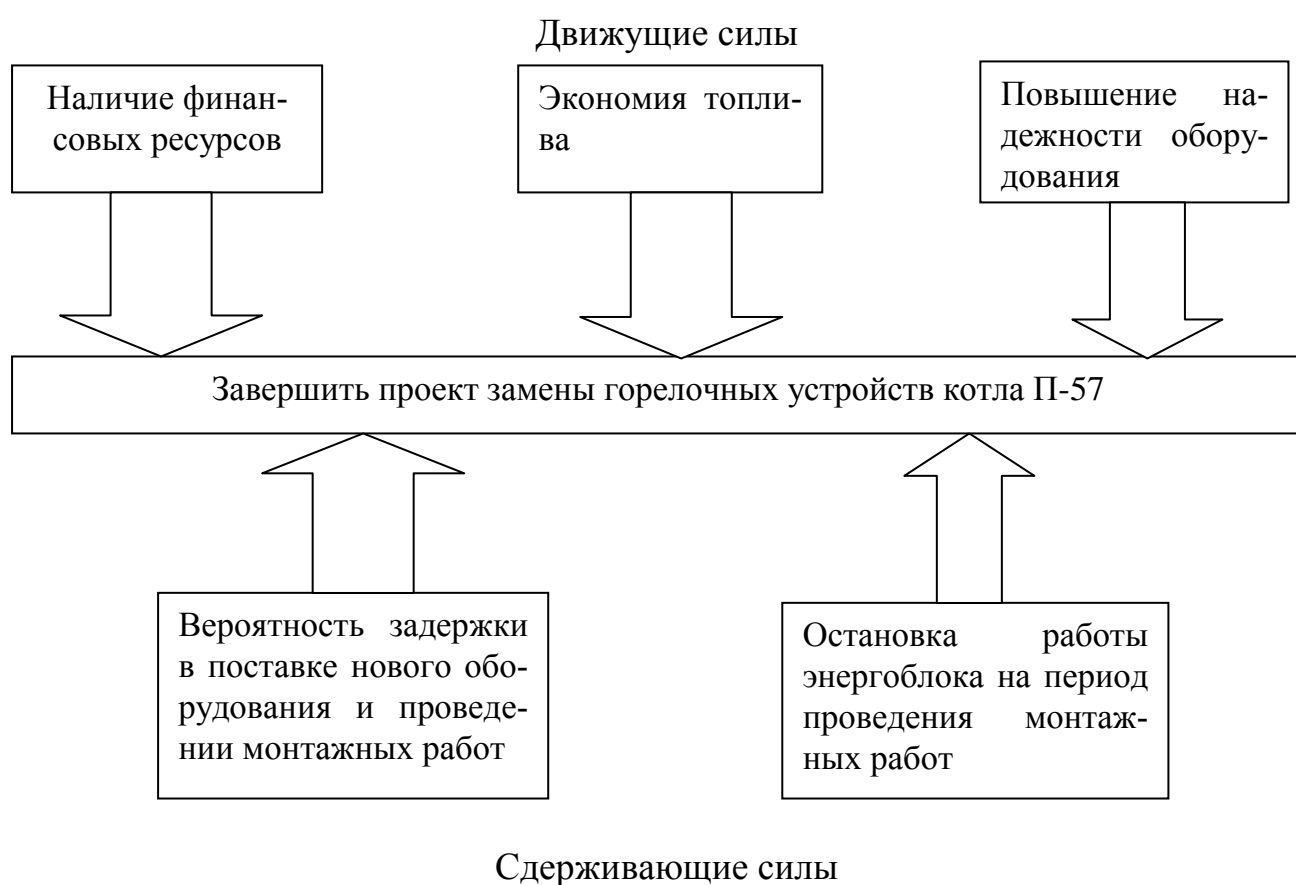 Движущие силы
Наличие финан-
совых ресурсов
Экономия топли-
ва
Повышение на-
дежности обору-
дования
Завершить проект замены горелочных устройств котла П-57
Вероятность задержки
в поставке нового обо-
рудования и проведе-
нии монтажных работ
Остановка работы
энергоблока на период
проведения монтаж-
ных работ
Сдерживающие силы